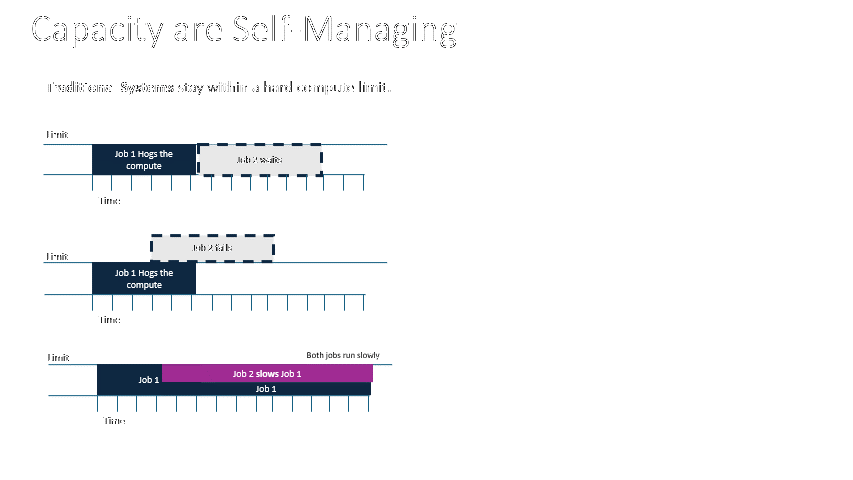 Capacity are Self-Managing
Traditional Systems stay within a hard compute limit.
Limit
Job 1 Hogs the
compute
Job 2 waits
Time
Job 2 fails
Limit
Job 1 Hogs the
compute
Time
Both jobs run slowly
Limit
Job 2 slows Job 1
Job 1
Job 1
Time